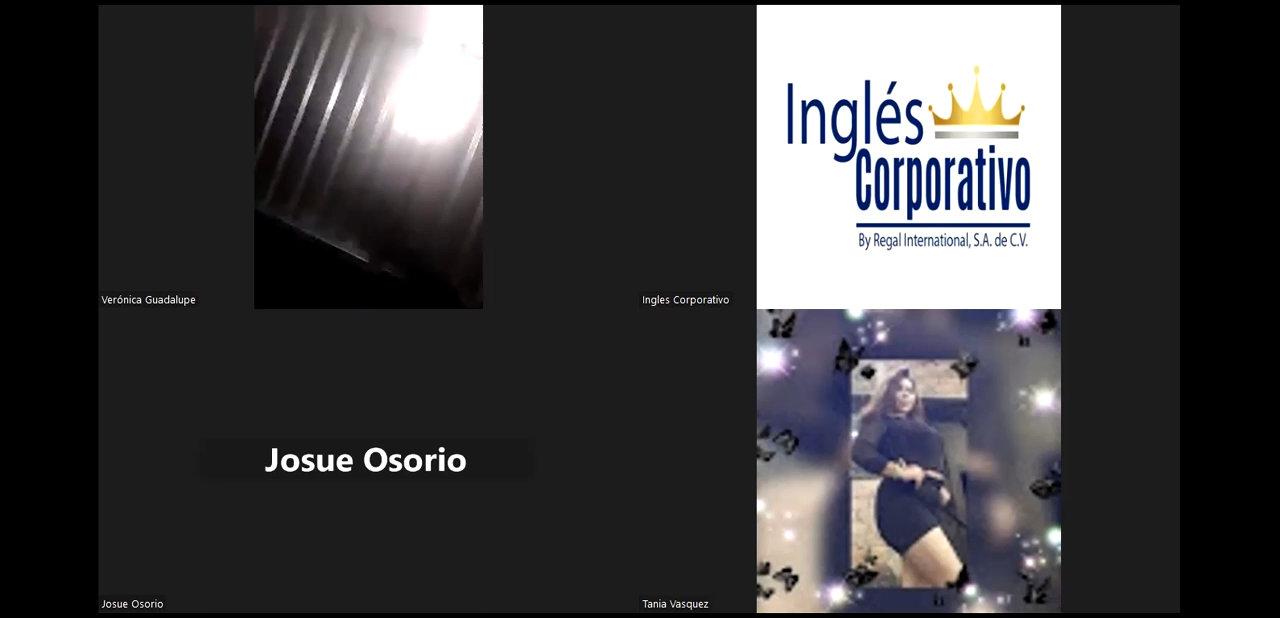 Inglés
Corporativo
By Regal International, S.A. de C.V.
Verónica Guadalupe
Ingles Corporativo
Josue Osorio
Josue Osorio
Tania Vasquez